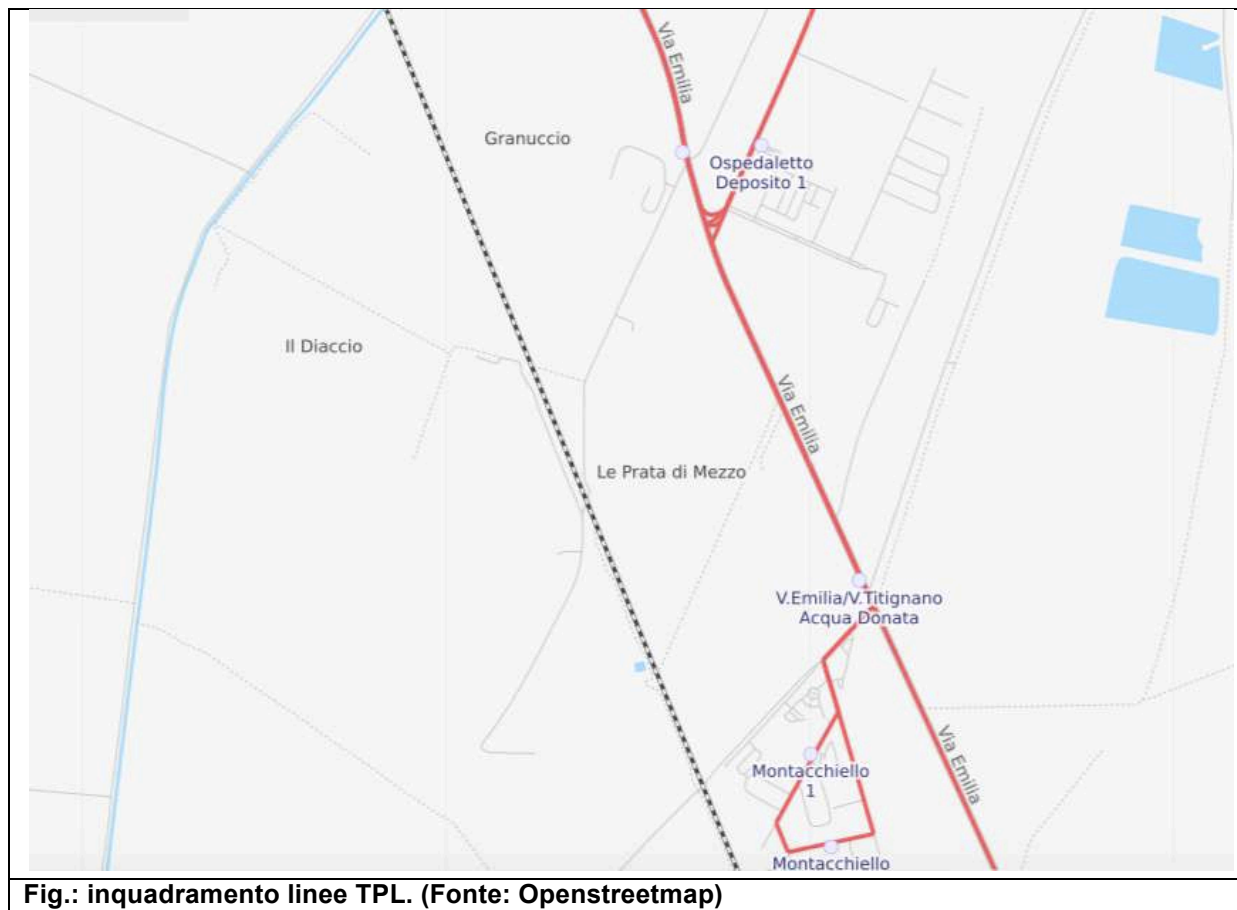 Via Emilia
Granuccio
Ospedaletto
Deposito 1
Il Diaccio
Via Emilia
Le Prata di Mezzo
V.Emilia/V.Titignano
Acqua Donata
Via Emilia
Montacchiello
1
Montacchiello
Fig.: inquadramento linee TPL. (Fonte: Openstreetmap)